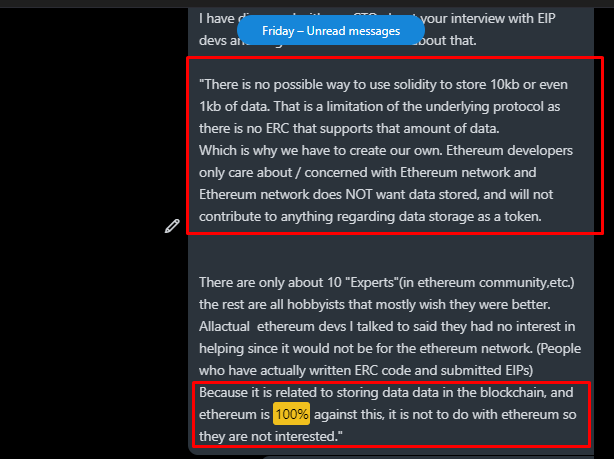 I have di
Friday – Unread messages
your interview with EIP
devs an
bout that.
"There is no possible way to use solidity to store 10kb or even
1kb of data. That is a limitation of the underlying protocol as
there is no ERC that supports that amount of data.
Which is why we have to create our own. Ethereum developers
only care about / concerned with Ethereum network and
Ethereum network does NOT want data stored, and will not
contribute to anything regarding data storage as a token.
There are only about 10 "Experts"(in ethereum community,etc.)
the rest are all hobbyists that mostly wish they were better.
Allactual ethereum devs I talked to said they had no interest in
helping since it would not be for the ethereum network. (People
who have actually written ERC code and submitted EIPs)
Because it is related to storing data data in the blockchain, and
ethereum is 100% against this, it is not to do with ethereum so
they are not interested."